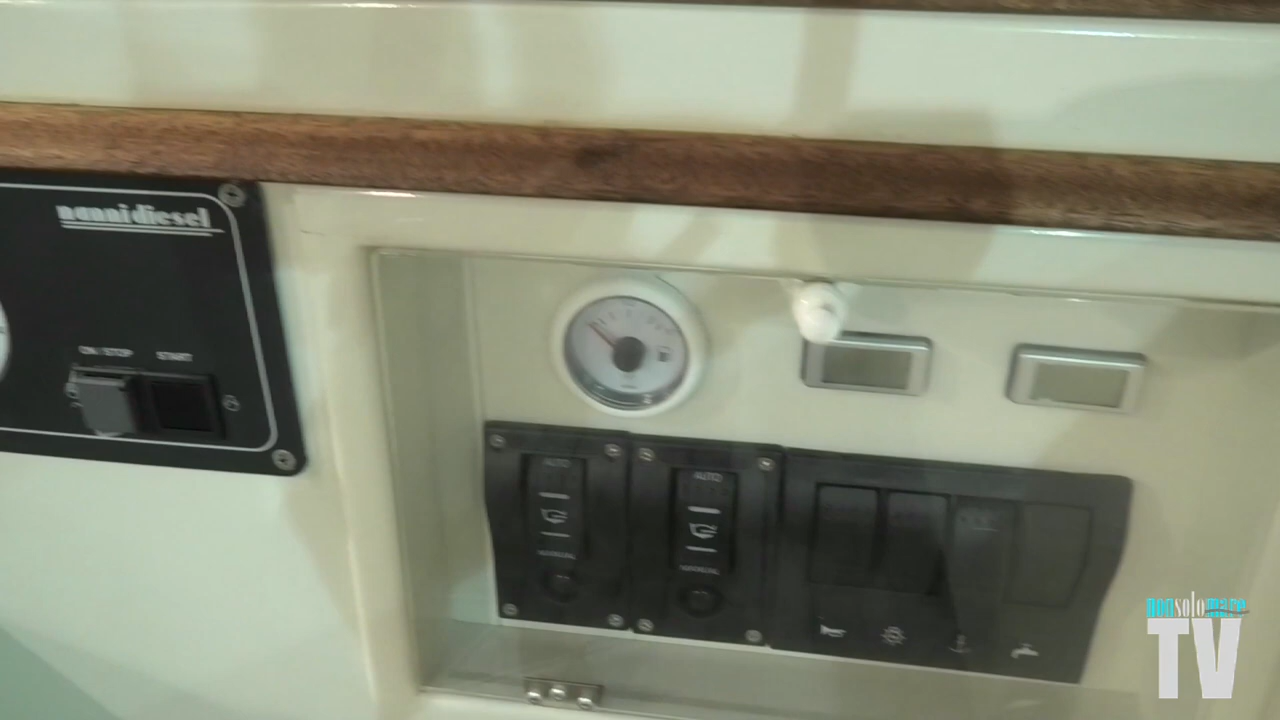 nannidiesel
ON STOP START
AUTO
MANUAL
AUTO
MANUAL
nonsolomare
TV